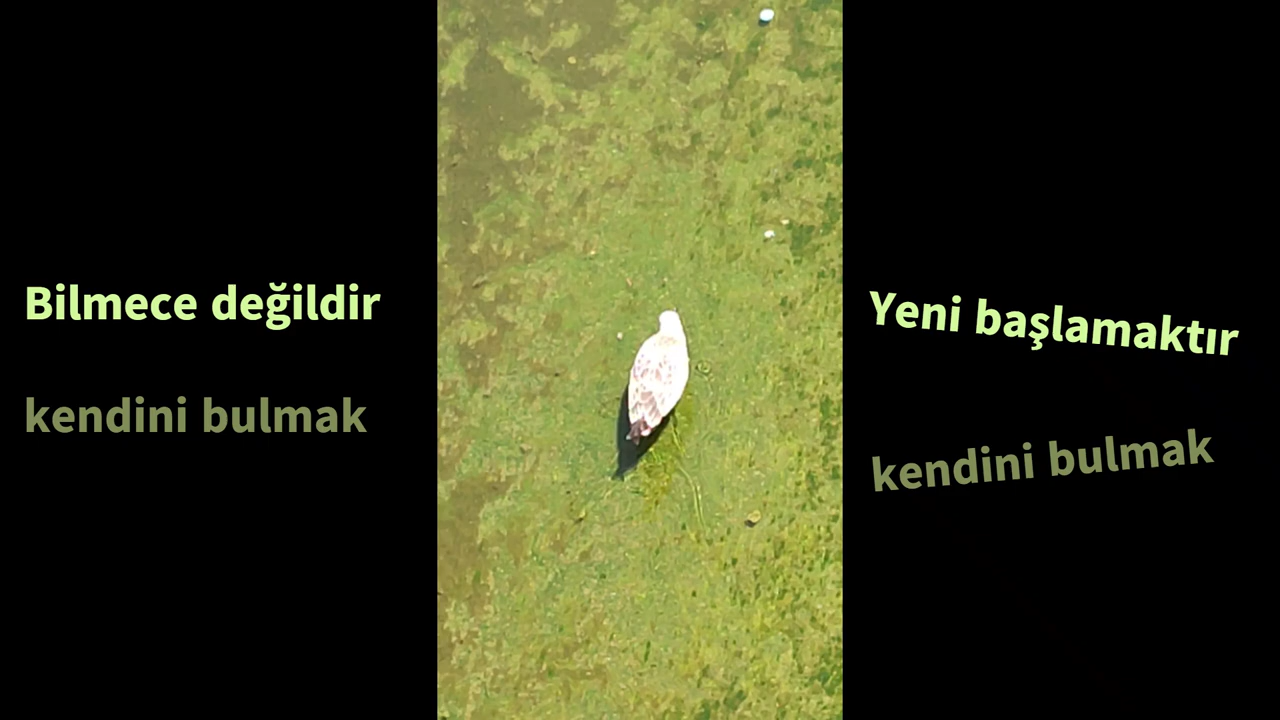 Bilmece değildir
kendini bulmak
Yeni başlamaktır
kendini bulmak